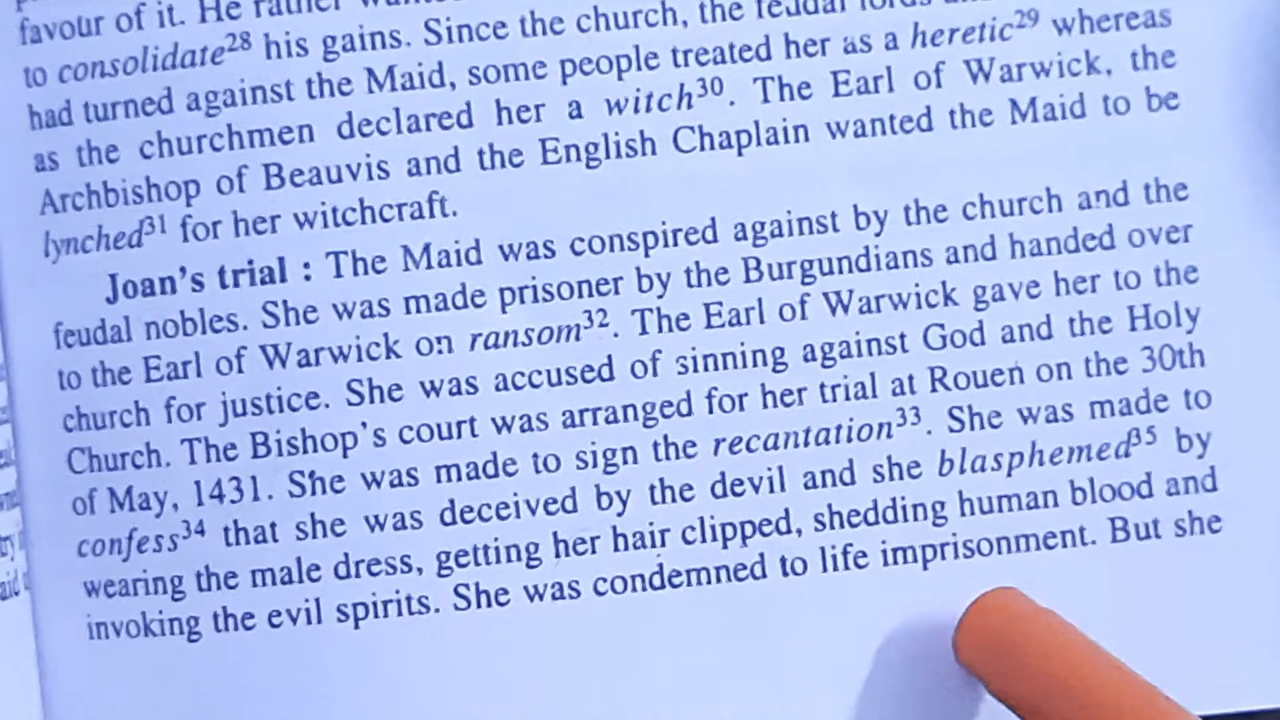 favour of it. He rather
to consolidate²⁸ his gains. Since the church, the feudal lords
had turned against the Maid, some people treated her as a heretic²⁹ whereas
as the churchmen declared her a witch³⁰. The Earl of Warwick, the
Archbishop of Beauvis and the English Chaplain wanted the Maid to be
lynched³¹ for her witchcraft.
Joan's trial : The Maid was conspired against by the church and the
feudal nobles. She was made prisoner by the Burgundians and handed over
to the Earl of Warwick on ransom³². The Earl of Warwick gave her to the
church for justice. She was accused of sinning against God and the Holy
Church. The Bishop's court was arranged for her trial at Rouen on the 30th
of May, 1431. She was made to sign the recantation³³. She was made to
confess³⁴ that she was deceived by the devil and she blasphemed³⁵ by
wearing the male dress, getting her hair clipped, shedding human blood and
invoking the evil spirits. She was condemned to life imprisonment. But she